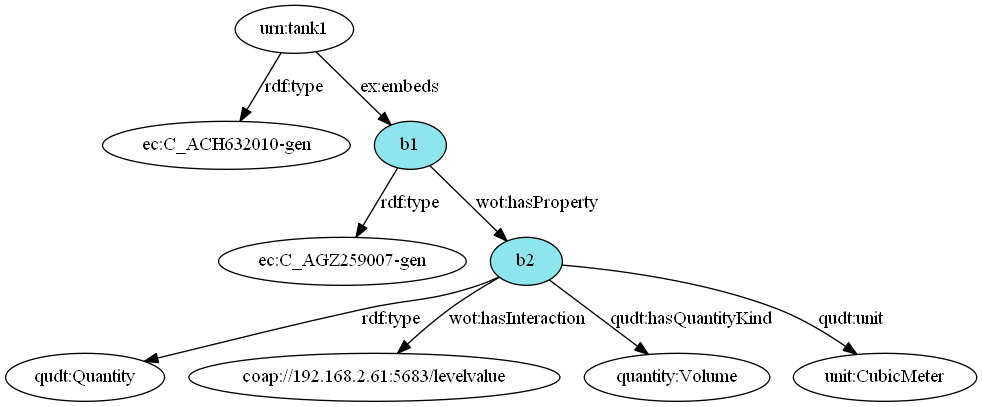 urn:tank1
rdf:type
ex:embeds
ec:C_ACH632010-gen
b1
rdf:type
wot:hasProperty
ec:C_AGZ259007-gen
b2
rdf:type
wot:hasInteraction
qudt:hasQuantityKind
qudt:unit
qudt:Quantity
coap://192.168.2.61:5683/levelvalue
quantity:Volume
unit:CubicMeter